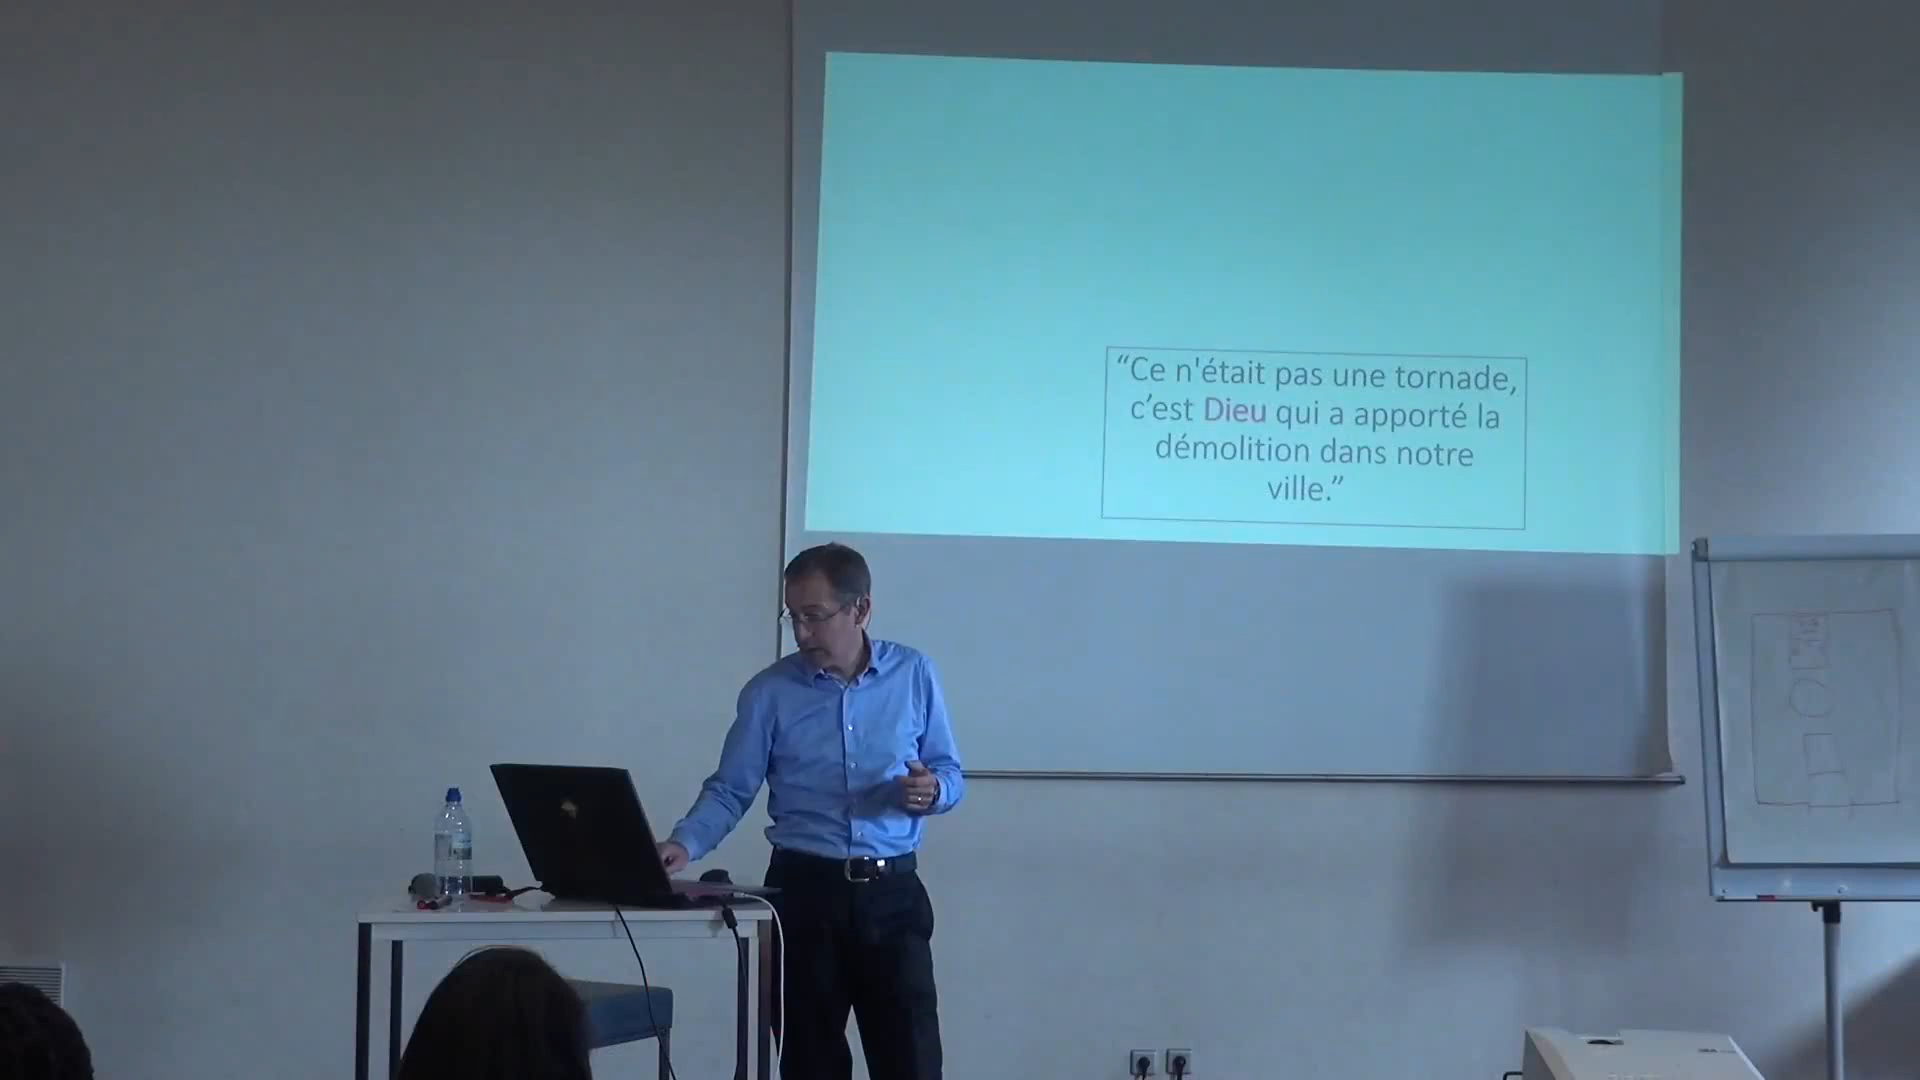 “Ce n'était pas une tornade,
c’est Dieu qui a apporté la
démolition dans notre
ville.”